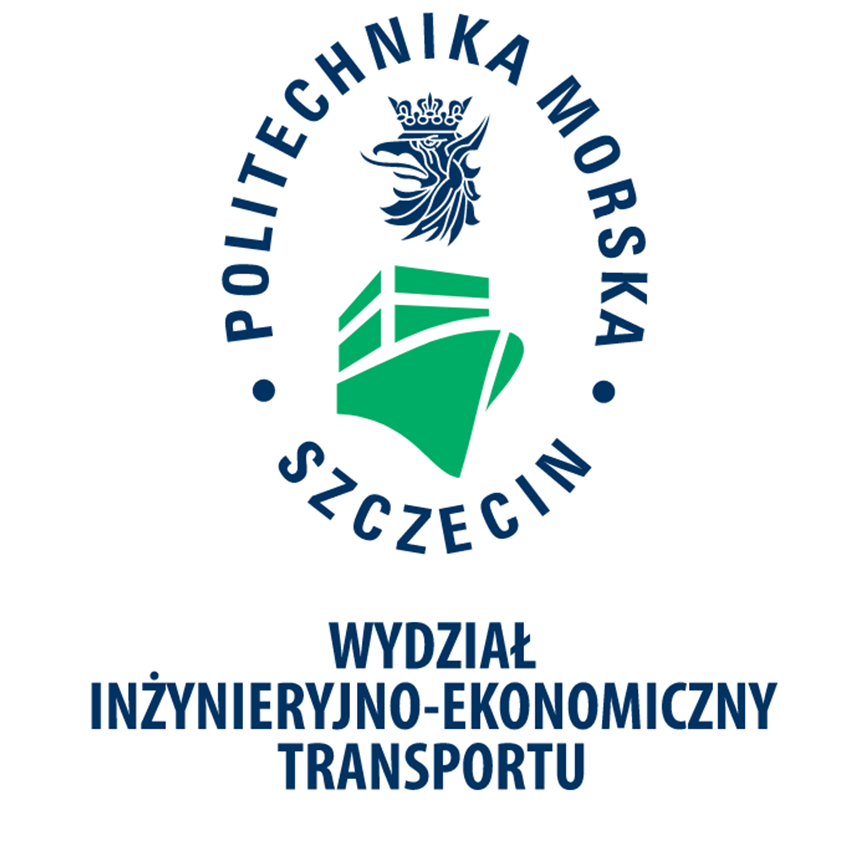 • POLITECHNIKA MORSKA •
SZCZECIN
WYDZIAŁ
INŻYNIERYJNO-EKONOMICZNY
TRANSPORTU